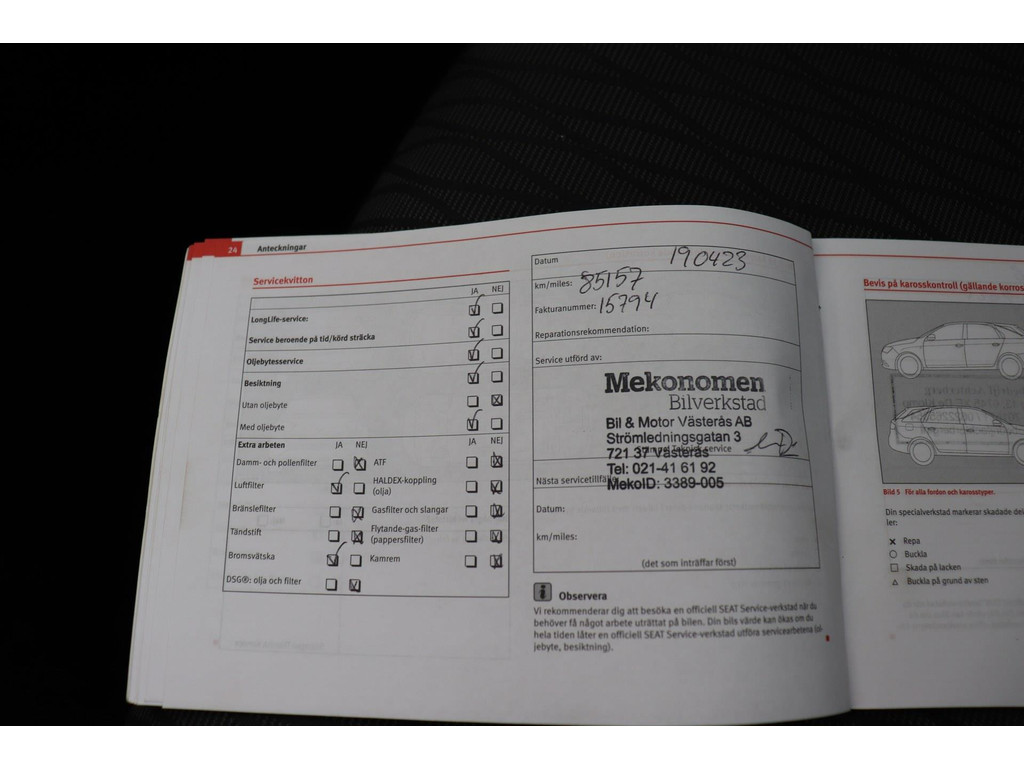 24 Anteckningar
Servicekvitton
JA NEJ
LongLife-service:
Service beroende på tid/körd sträcka
Oljebytesservice
Besiktning
Utan oljebyte
Med oljebyte
Extra arbeten JA NEJ JA NEJ
Damm- och pollenfilter ATF
Luftfilter HALDEX-koppling
(olja)
Bränslefilter Gasfilter och slangar
Tändstift Flytande-gas-filter
(pappersfilter)
Bromsvätska Kamrem
DSG®: olja och filter
Datum 190423
km/miles: 85157
Fakturanummer: 15794
Reparationsrekommendation:
Service utförd av:
Mekonomen
Bilverkstad
Bil & Motor Västerås AB
Strömledningsgatan 3
721 37 Västerås
service
Tel: 021-41 61 92
MekoID: 3389-005
Nästa servicetillfälle
Datum:
km/miles:
(det som inträffar först)
i Observera
Vi rekommenderar dig att besöka en officiell SEAT Service-verkstad när du
behöver få något arbete uträttat på bilen. Din bils värde kan ökas om du
hela tiden låter en officiell SEAT Service-verkstad utföra servicearbetena (ol-
jebyte, besiktning).
Bevis på karosskontroll (gällande korros
Bild 5 För alla fordon och karosstyper.
Din specialverkstad markerar skadade del
ler:
× Repa
○ Buckla
□ Skada på lacken
△ Buckla på grund av sten